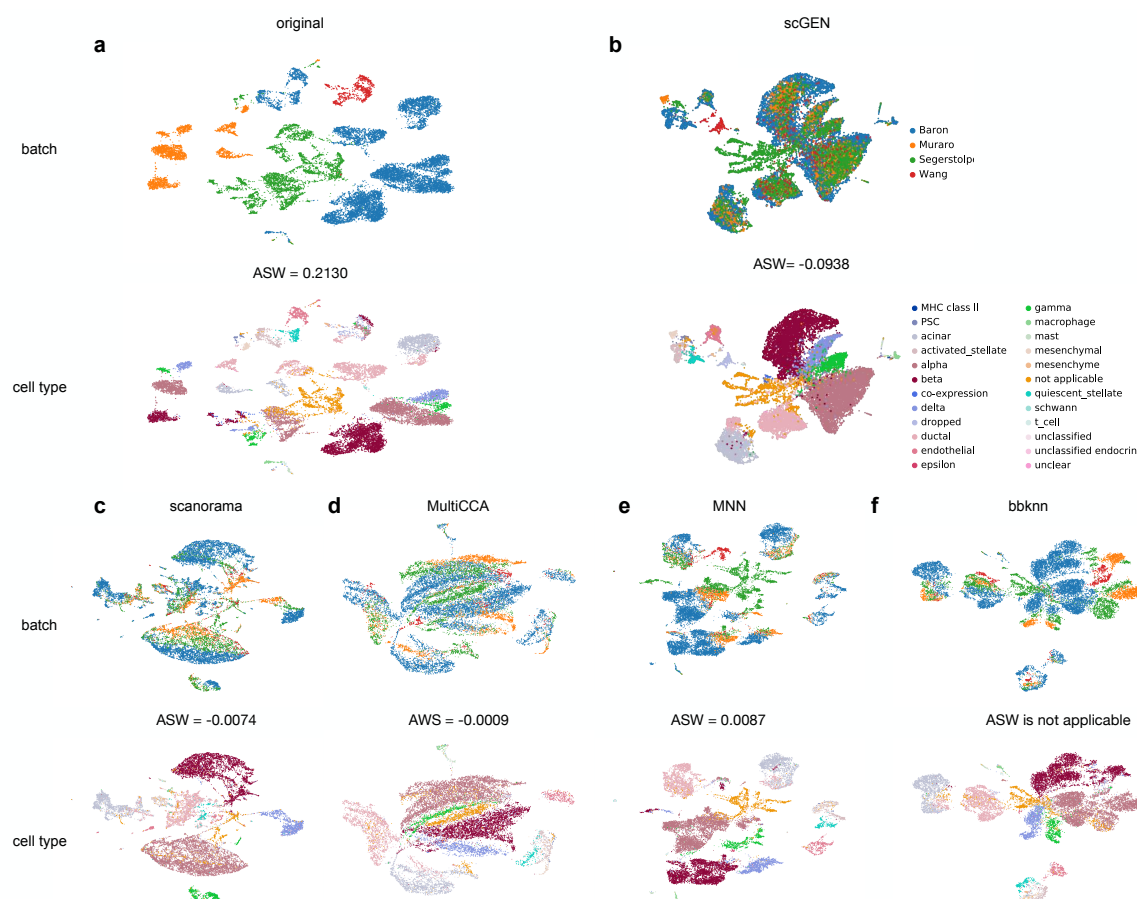 original
scGEN
a
b
batch
Baron
Muraro
Segerstolpe
Wang
ASW = 0.2130
ASW= -0.0938
cell type
MHC class II
PSC
acinar
activated_stellate
alpha
beta
co-expression
delta
dropped
ductal
endothelial
epsilon
gamma
macrophage
mast
mesenchymal
mesenchyme
not applicable
quiescent_stellate
schwann
t_cell
unclassified
unclassified endocrin
unclear
c
scanorama
d
MultiCCA
e
MNN
f
bbknn
batch
ASW = -0.0074
AWS = -0.0009
ASW 0.0087
ASW is not applicable
cell type